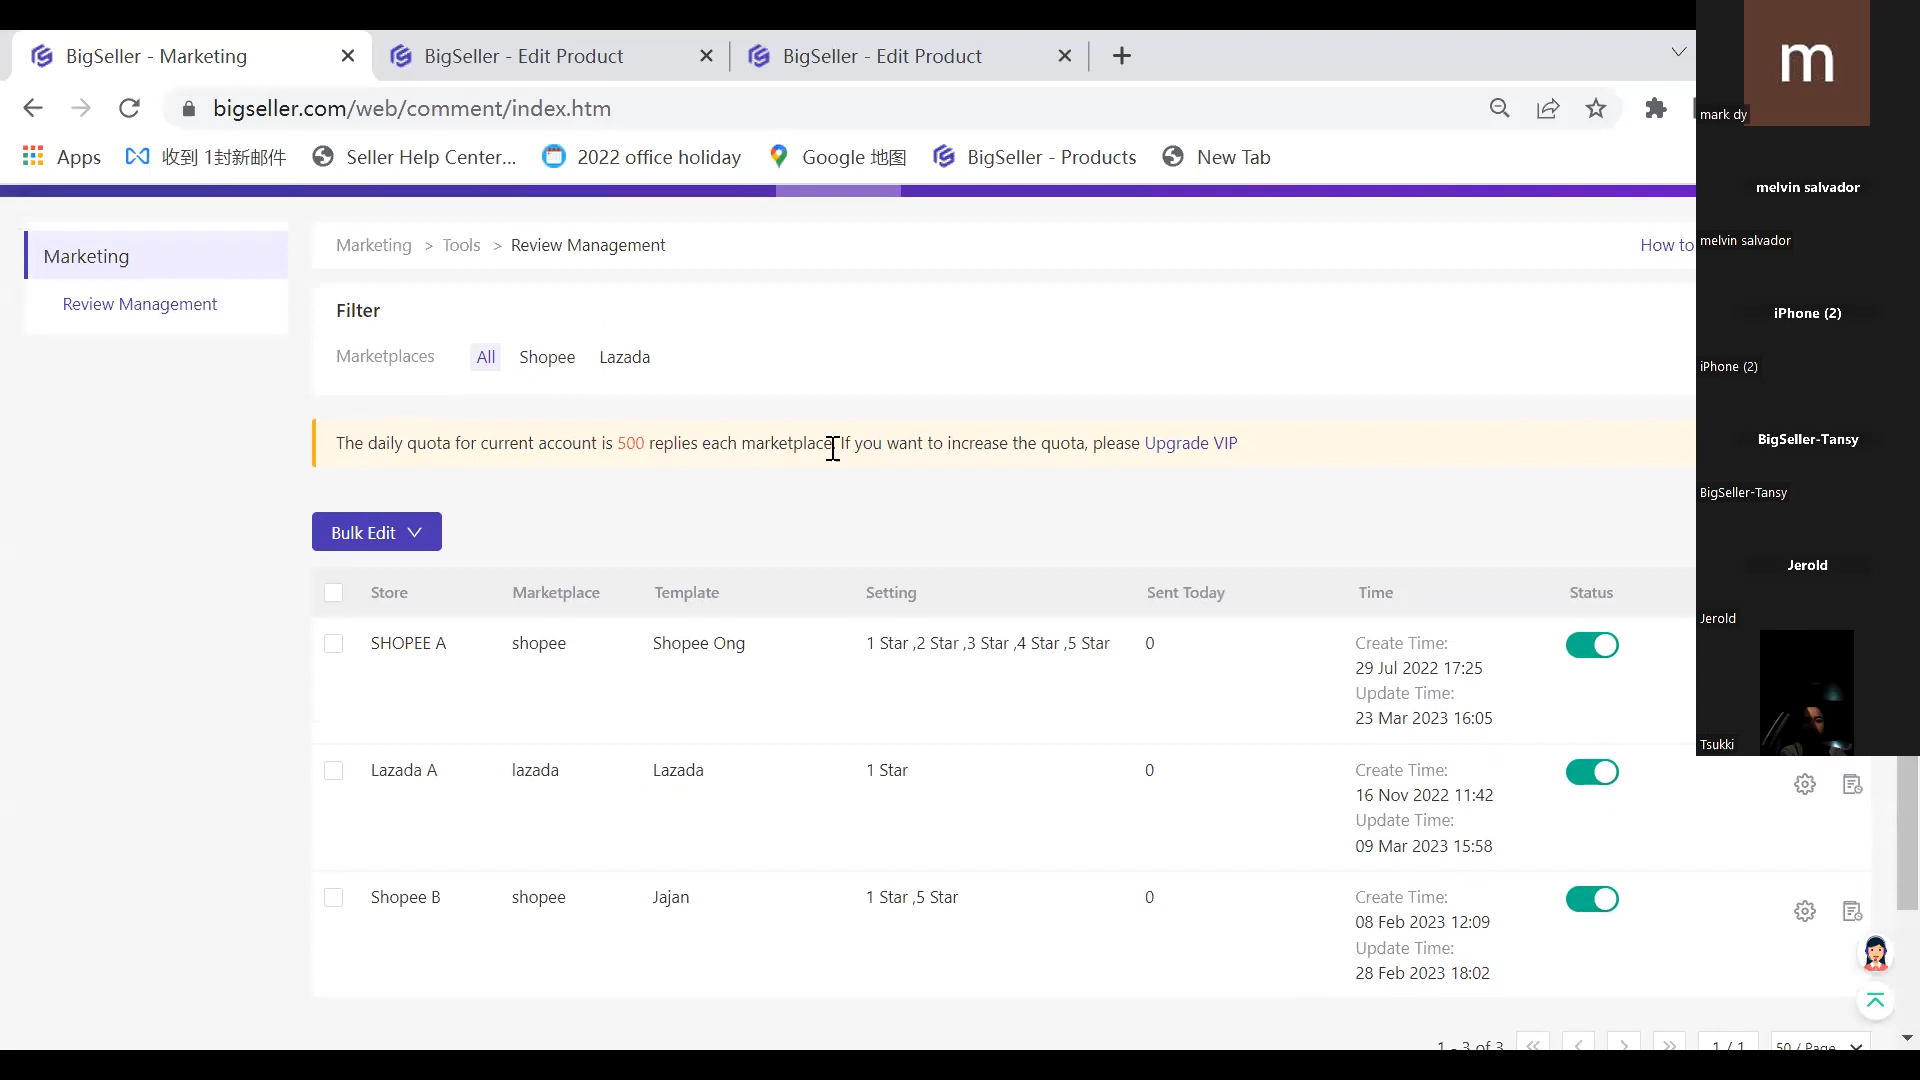 BigSeller - Marketing
BigSeller - Edit Product
BigSeller - Edit Product
m
mark dy
bigseller.com/web/comment/index.htm
Apps
收到 1封新邮件
Seller Help Center...
2022 office holiday
Google 地图
BigSeller - Products
New Tab
melvin salvador
melvin salvador
Marketing
Review Management
Marketing > Tools > Review Management
How to
iPhone (2)
iPhone (2)
Filter
Marketplaces All Shopee Lazada
BigSeller-Tansy
BigSeller-Tansy
The daily quota for current account is 500 replies each marketplace. If you want to increase the quota, please Upgrade VIP
Bulk Edit
Jerold
Jerold
Store Marketplace Template Setting Sent Today Time Status
SHOPEE A shopee Shopee Ong 1 Star ,2 Star ,3 Star ,4 Star ,5 Star 0 Create Time:
29 Jul 2022 17:25
Update Time:
23 Mar 2023 16:05
Tsukki
Lazada A lazada Lazada 1 Star 0 Create Time:
16 Nov 2022 11:42
Update Time:
09 Mar 2023 15:58
Shopee B shopee Jajan 1 Star ,5 Star 0 Create Time:
08 Feb 2023 12:09
Update Time:
28 Feb 2023 18:02
1 - 3 of 3 1 / 1 50 / Page